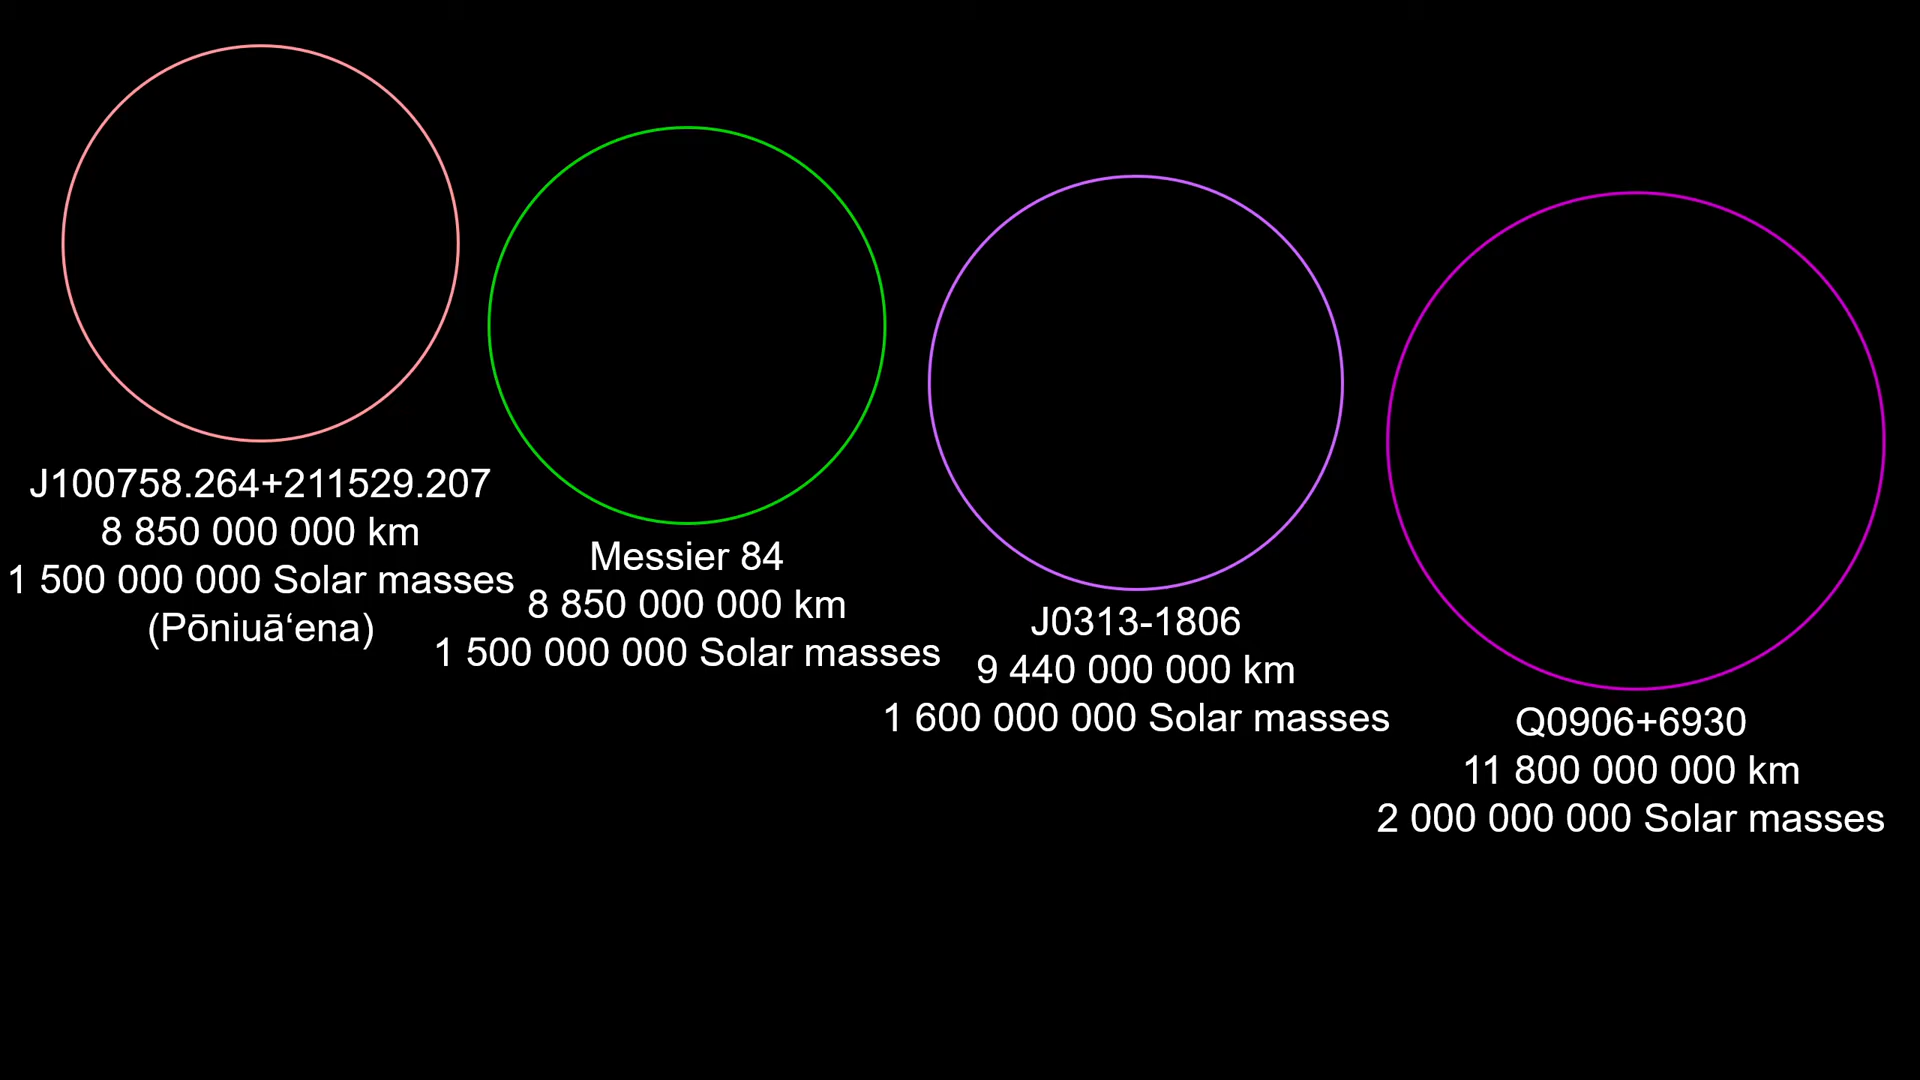 J100758.264+211529.207
8 850 000 000 km
1 500 000 000 Solar masses
(Pōniuāʻena)
Messier 84
8 850 000 000 km
1 500 000 000 Solar masses
J0313-1806
9 440 000 000 km
1 600 000 000 Solar masses
Q0906+6930
11 800 000 000 km
2 000 000 000 Solar masses